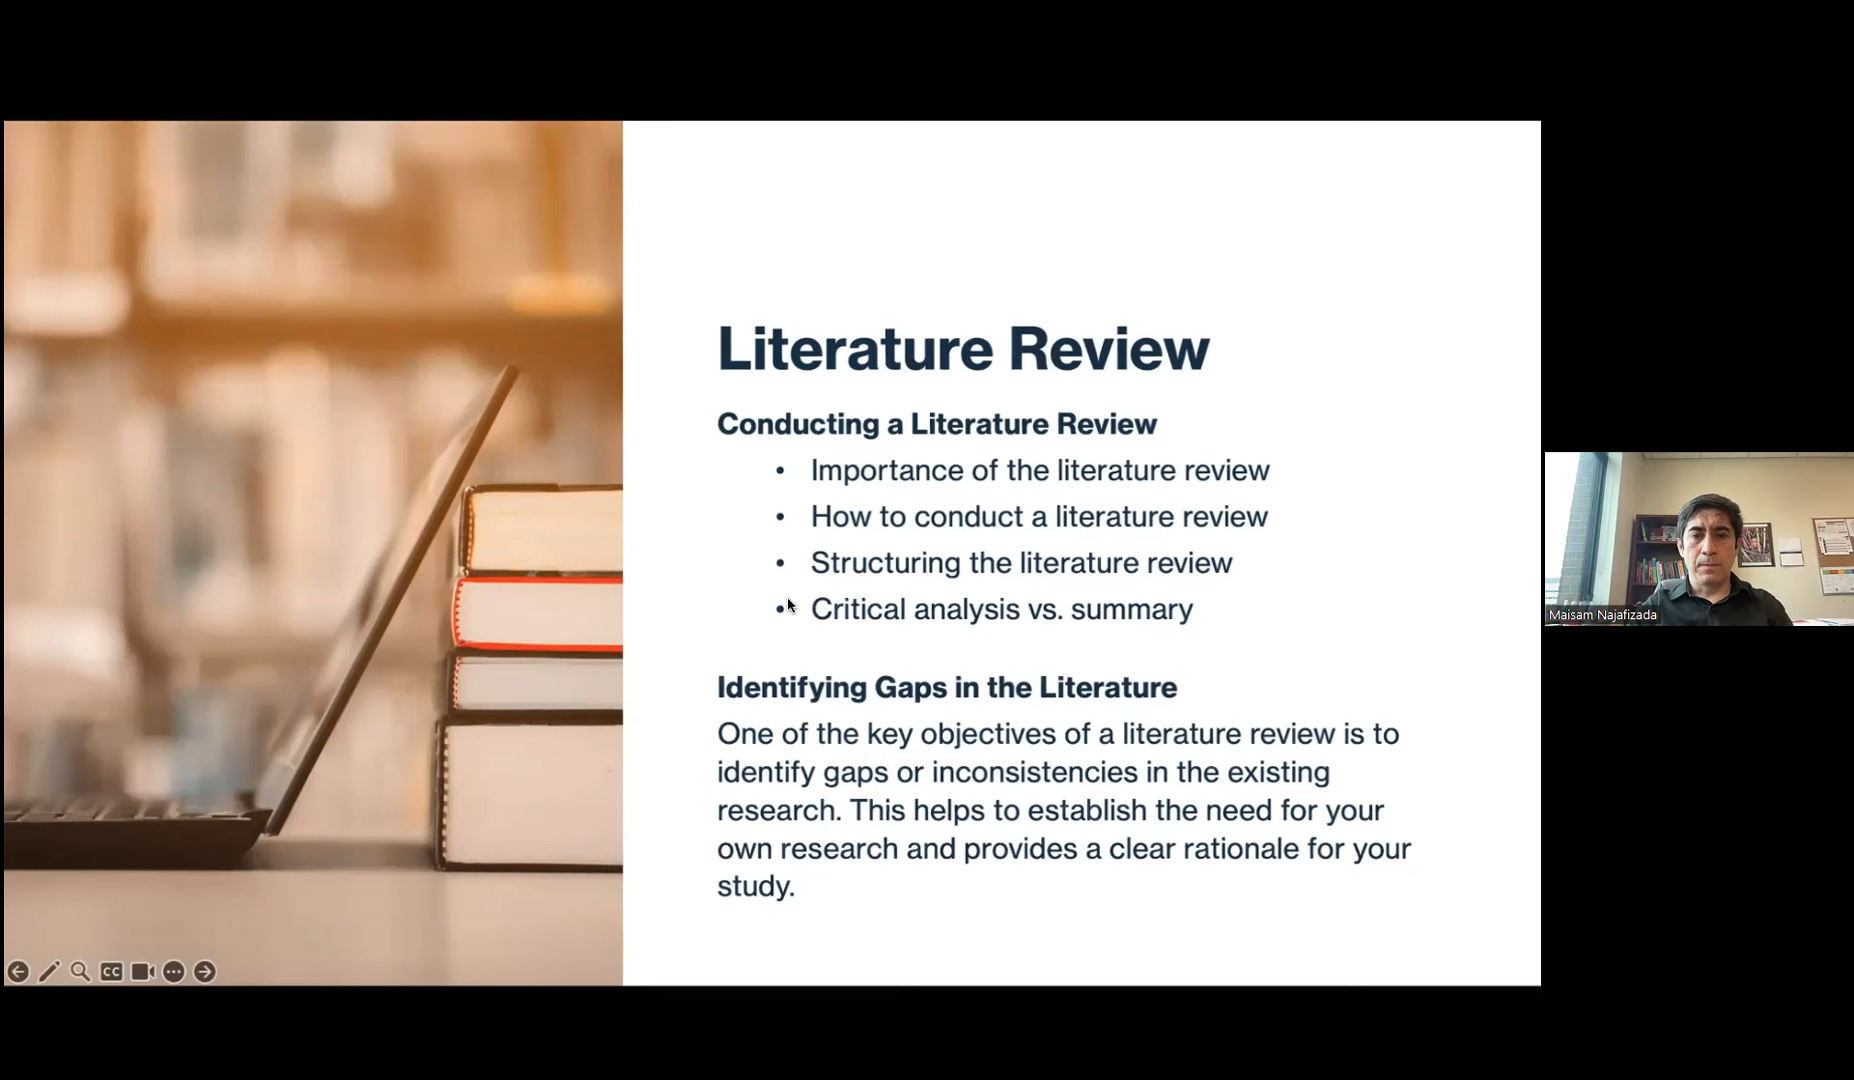 Literature Review
Conducting a Literature Review
• Importance of the literature review
• How to conduct a literature review
• Structuring the literature review
• Critical analysis vs. summary
Identifying Gaps in the Literature
One of the key objectives of a literature review is to
identify gaps or inconsistencies in the existing
research. This helps to establish the need for your
own research and provides a clear rationale for your
study.
Maisam Najafizada
CC